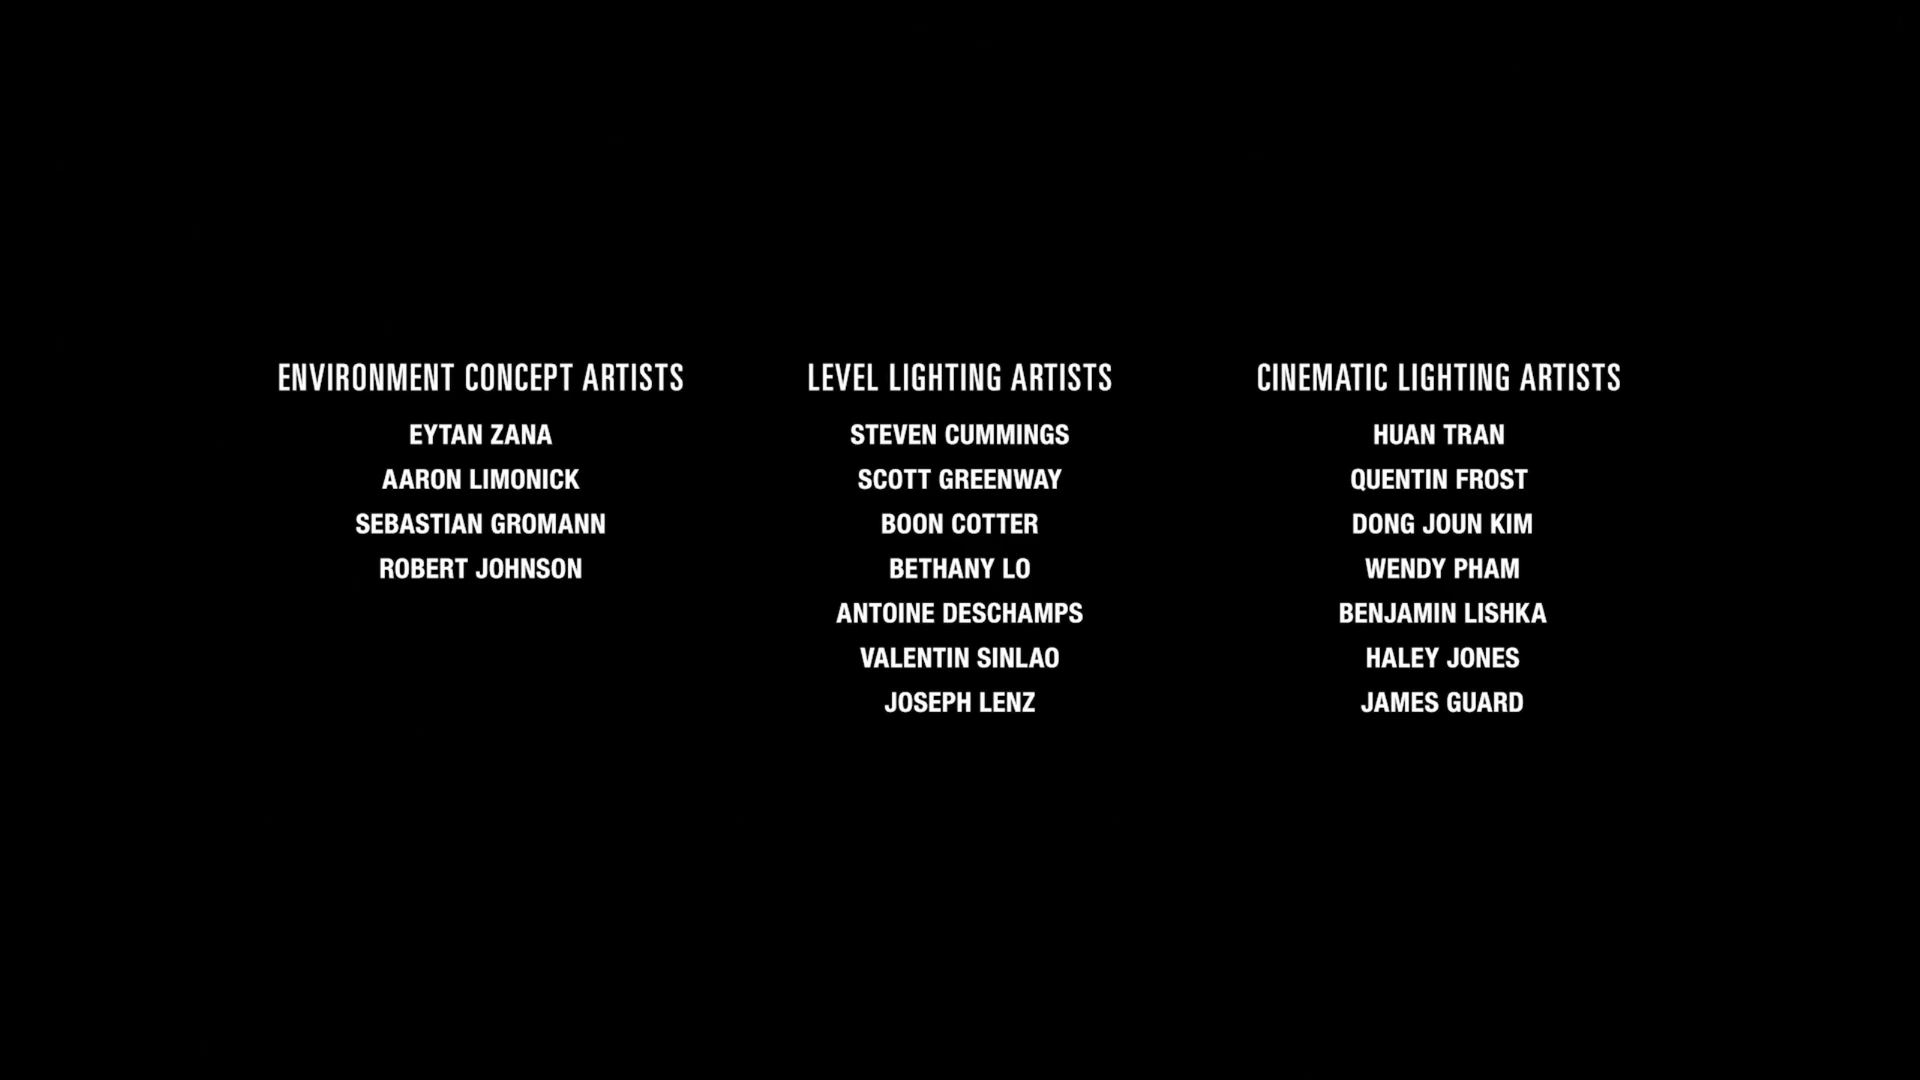 ENVIRONMENT CONCEPT ARTISTS
EYTAN ZANA
AARON LIMONICK
SEBASTIAN GROMANN
ROBERT JOHNSON
LEVEL LIGHTING ARTISTS
STEVEN CUMMINGS
SCOTT GREENWAY
BOON COTTER
BETHANY LO
ANTOINE DESCHAMPS
VALENTIN SINLAO
JOSEPH LENZ
CINEMATIC LIGHTING ARTISTS
HUAN TRAN
QUENTIN FROST
DONG JOUN KIM
WENDY PHAM
BENJAMIN LISHKA
HALEY JONES
JAMES GUARD